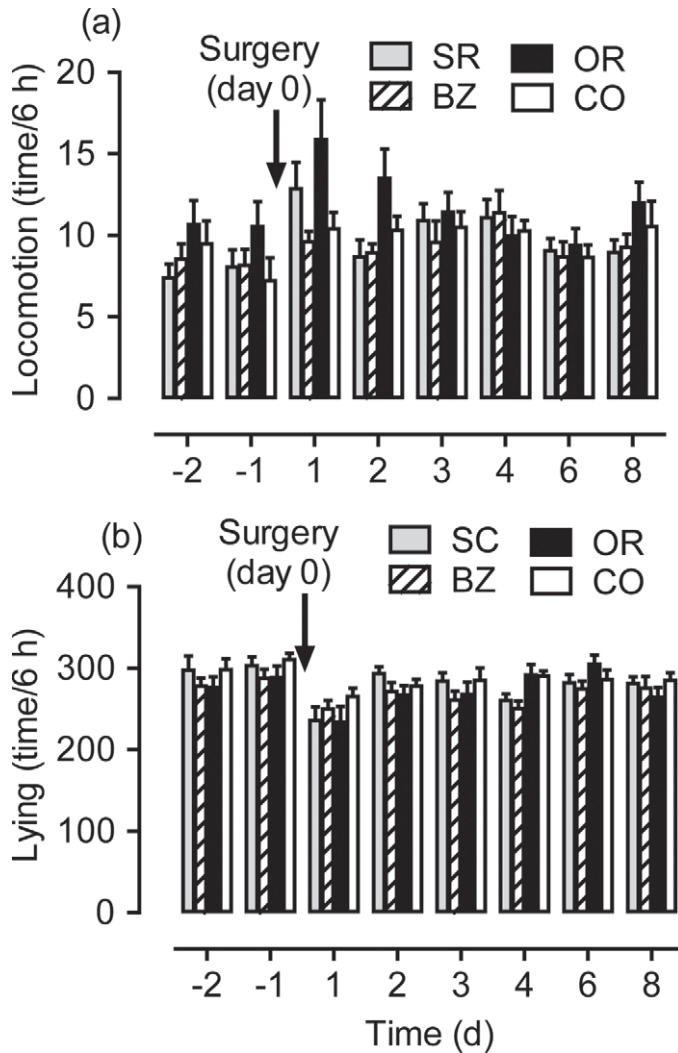 (a)
Surgery
(day 0)
SR OR
BZ CO
Locomotion (time/6 h)
20
15
10
5
0
-2 -1 1 2 3 4 6 8
(b)
Surgery
(day 0)
SC OR
BZ CO
Lying (time/6 h)
400
300
200
100
0
-2 -1 1 2 3 4 6 8
Time (d)